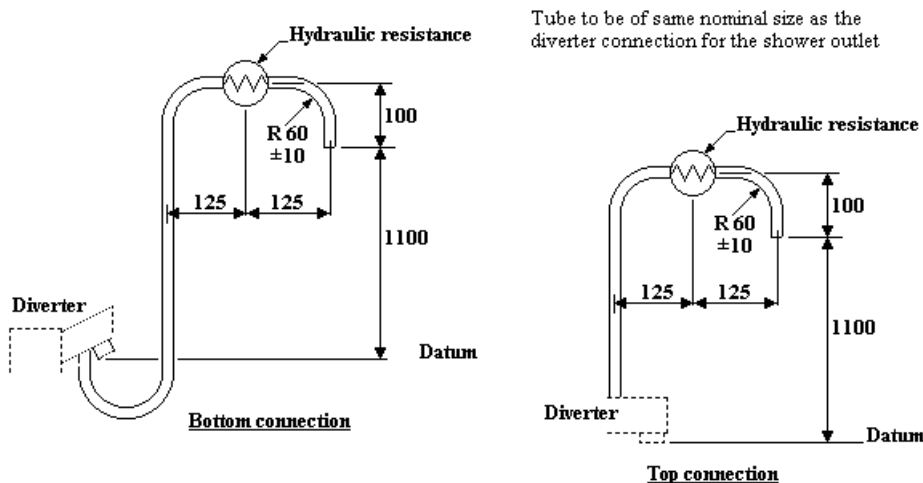 Tube to be of same nominal size as the
diverter connection for the shower outlet
Hydraulic resistance
R 60
±10
100
125
125
1100
Diverter
Datum
Bottom connection
Hydraulic resistance
R 60
±10
100
125
125
1100
Diverter
Datum
Top connection